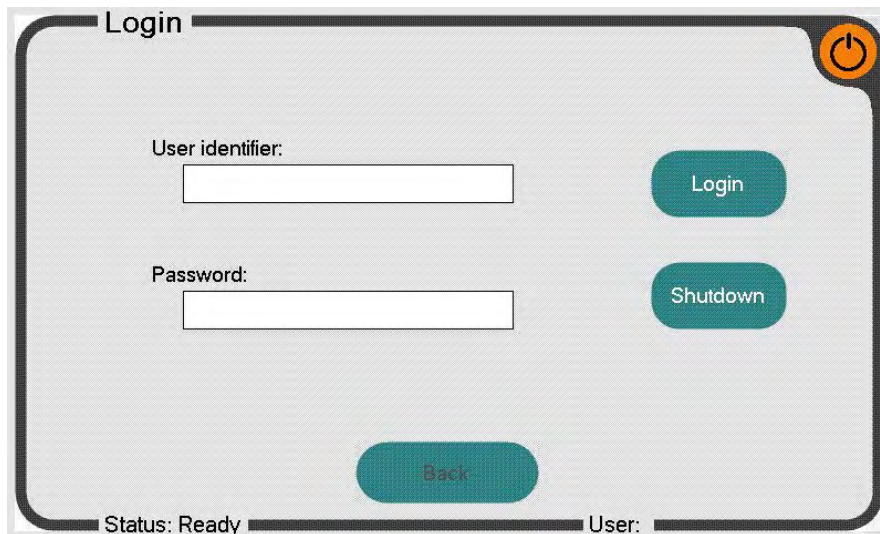 Login
User identifier:
Login
Password:
Shutdown
Back
Status: Ready
User: